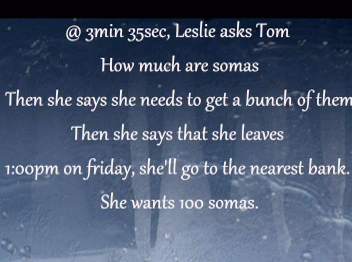 @ 3min 35sec, Leslie asks Tom
How much are somas
Then she says she needs to get a bunch of them
Then she says that she leaves
1:00pm on friday, she'll go to the nearest bank.
She wants 100 somas.